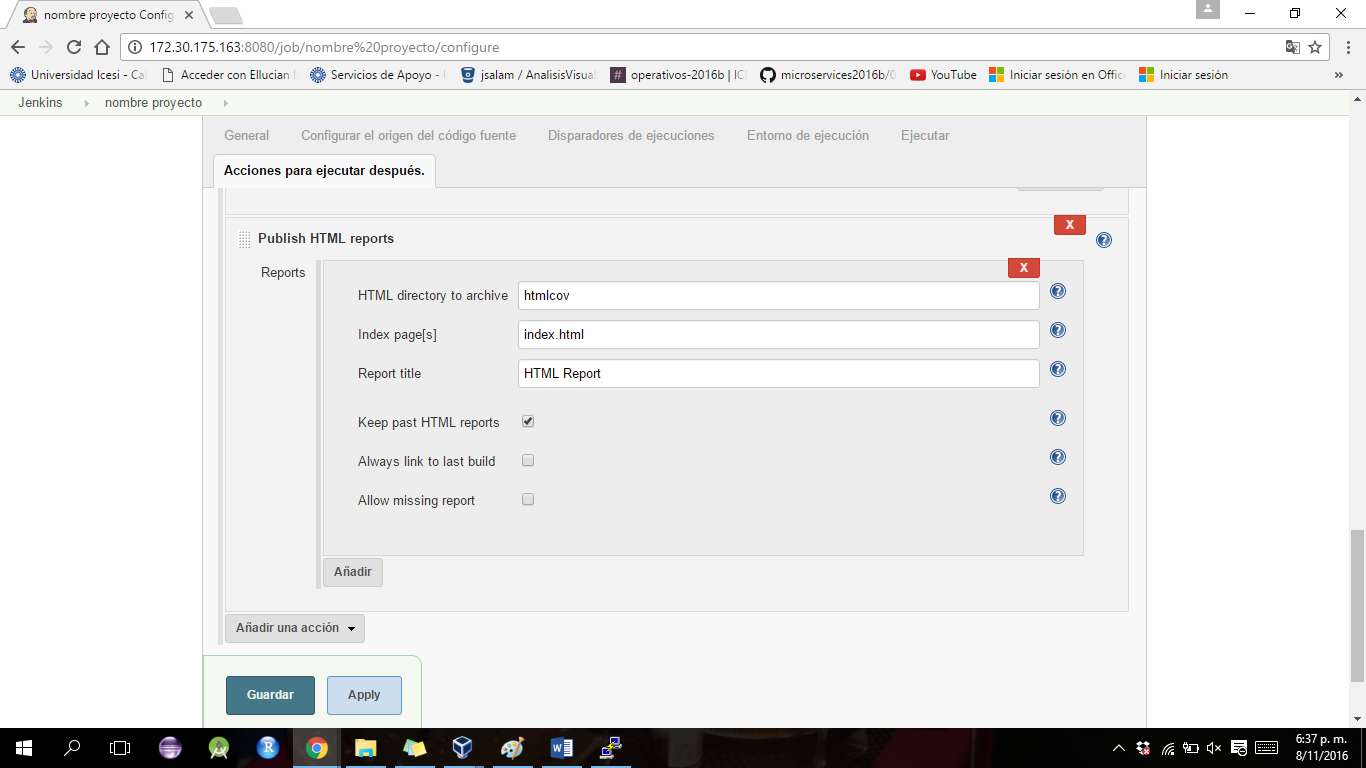 nombre proyecto Config
172.30.175.163:8080/job/nombre%20proyecto/configure
Universidad Icesi - Cal
Acceder con Ellucian
Servicios de Apoyo -
jsalam / AnalisisVisual
operativos-2016b | IC
microservices2016b/0
YouTube
Iniciar sesión en Offic
Iniciar sesión
»
Jenkins
nombre proyecto
General
Configurar el origen del código fuente
Disparadores de ejecuciones
Entorno de ejecución
Ejecutar
Acciones para ejecutar después.
X
Publish HTML reports
Reports
X
HTML directory to archive
htmlcov
Index page[s]
index.html
Report title
HTML Report
Keep past HTML reports
Always link to last build
Allow missing report
Añadir
Añadir una acción
Guardar
Apply
6:37 p. m.
8/11/2016